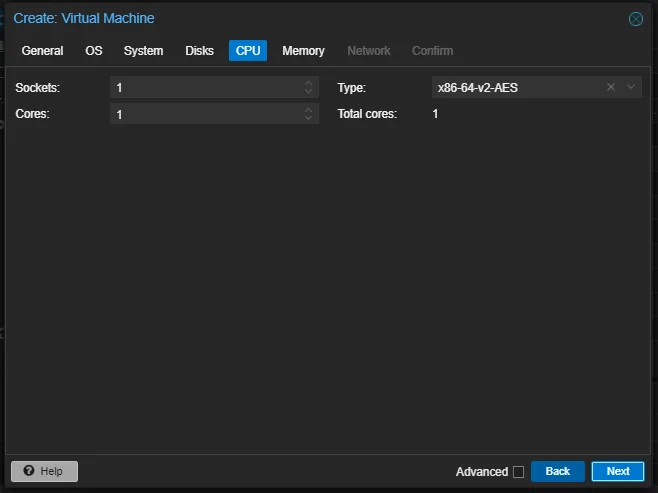 Create: Virtual Machine
General OS System Disks CPU Memory Network Confirm
Sockets: 1 Type: x86-64-v2-AES
Cores: 1 Total cores: 1
Help Advanced Back Next